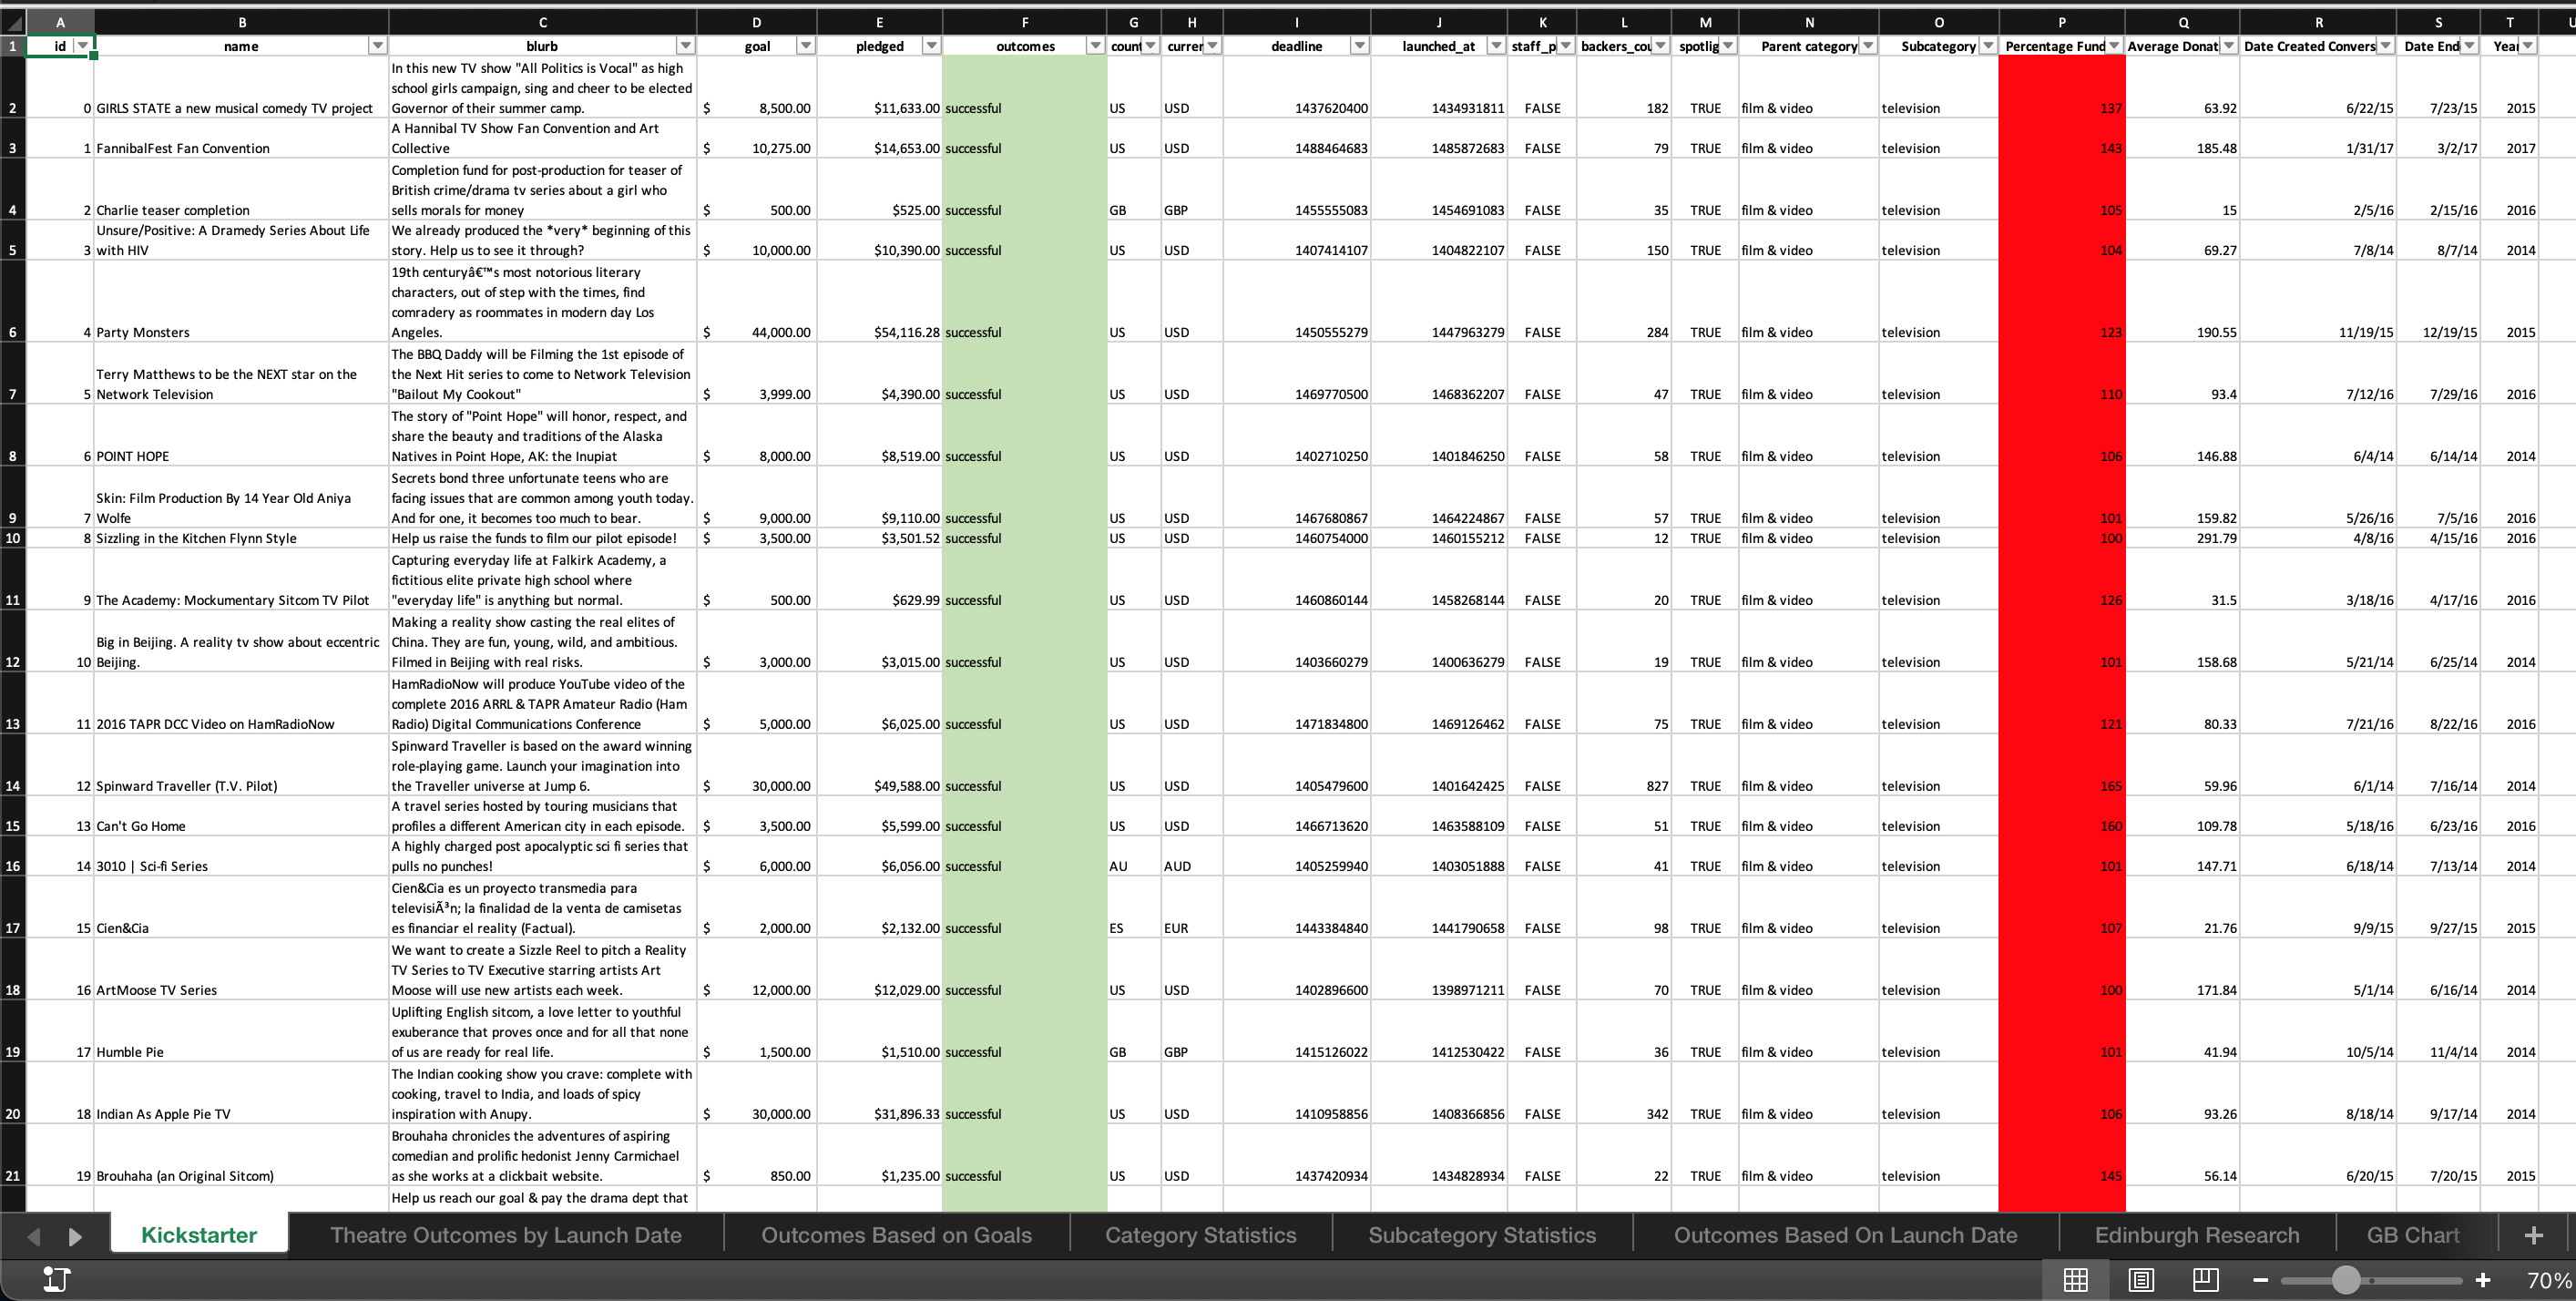 A B C D E F G H I J K L M N O P Q R S T U
1 id name blurb goal pledged outcomes count curren deadline launched_at staff_p backers_cou spotlig Parent category Subcategory Percentage Fund Average Donat Date Created Convers Date End Year
In this new TV show "All Politics is Vocal" as high
school girls campaign, sing and cheer to be elected
2 0 GIRLS STATE a new musical comedy TV project Governor of their summer camp. $ 8,500.00 $11,633.00 successful US USD 1437620400 1434931811 FALSE 182 TRUE film & video television 137 63.92 6/22/15 7/23/15 2015
A Hannibal TV Show Fan Convention and Art
3 1 FannibalFest Fan Convention Collective $ 10,275.00 $14,653.00 successful US USD 1488464683 1485872683 FALSE 79 TRUE film & video television 143 185.48 1/31/17 3/2/17 2017
Completion fund for post-production for teaser of
British crime/drama tv series about a girl who
4 2 Charlie teaser completion sells morals for money $ 500.00 $525.00 successful GB GBP 1455555083 1454691083 FALSE 35 TRUE film & video television 105 15 2/5/16 2/15/16 2016
Unsure/Positive: A Dramedy Series About Life We already produced the *very* beginning of this
5 3 with HIV story. Help us to see it through? $ 10,000.00 $10,390.00 successful US USD 1407414107 1404822107 FALSE 150 TRUE film & video television 104 69.27 7/8/14 8/7/14 2014
19th centuryâ€™s most notorious literary
characters, out of step with the times, find
comradery as roommates in modern day Los
6 4 Party Monsters Angeles. $ 44,000.00 $54,116.28 successful US USD 1450555279 1447963279 FALSE 284 TRUE film & video television 123 190.55 11/19/15 12/19/15 2015
The BBQ Daddy will be Filming the 1st episode of
Terry Matthews to be the NEXT star on the the Next Hit series to come to Network Television
7 5 Network Television "Bailout My Cookout" $ 3,999.00 $4,390.00 successful US USD 1469770500 1468362207 FALSE 47 TRUE film & video television 110 93.4 7/12/16 7/29/16 2016
The story of "Point Hope" will honor, respect, and
share the beauty and traditions of the Alaska
8 6 POINT HOPE Natives in Point Hope, AK: the Inupiat $ 8,000.00 $8,519.00 successful US USD 1402710250 1401846250 FALSE 58 TRUE film & video television 106 146.88 6/4/14 6/14/14 2014
Secrets bond three unfortunate teens who are
Skin: Film Production By 14 Year Old Aniya facing issues that are common among youth today.
9 7 Wolfe And for one, it becomes too much to bear. $ 9,000.00 $9,110.00 successful US USD 1467680867 1464224867 FALSE 57 TRUE film & video television 101 159.82 5/26/16 7/5/16 2016
10 8 Sizzling in the Kitchen Flynn Style Help us raise the funds to film our pilot episode! $ 3,500.00 $3,501.52 successful US USD 1460754000 1460155212 FALSE 12 TRUE film & video television 100 291.79 4/8/16 4/15/16 2016
Capturing everyday life at Falkirk Academy, a
fictitious elite private high school where
11 9 The Academy: Mockumentary Sitcom TV Pilot "everyday life" is anything but normal. $ 500.00 $629.99 successful US USD 1460860144 1458268144 FALSE 20 TRUE film & video television 126 31.5 3/18/16 4/17/16 2016
Making a reality show casting the real elites of
Big in Beijing. A reality tv show about eccentric China. They are fun, young, wild, and ambitious.
12 10 Beijing. Filmed in Beijing with real risks. $ 3,000.00 $3,015.00 successful US USD 1403660279 1400636279 FALSE 19 TRUE film & video television 101 158.68 5/21/14 6/25/14 2014
HamRadioNow will produce YouTube video of the
complete 2016 ARRL & TAPR Amateur Radio (Ham
13 11 2016 TAPR DCC Video on HamRadioNow Radio) Digital Communications Conference $ 5,000.00 $6,025.00 successful US USD 1471834800 1469126462 FALSE 75 TRUE film & video television 121 80.33 7/21/16 8/22/16 2016
Spinward Traveller is based on the award winning
role-playing game. Launch your imagination into
14 12 Spinward Traveller (T.V. Pilot) the Traveller universe at Jump 6. $ 30,000.00 $49,588.00 successful US USD 1405479600 1401642425 FALSE 827 TRUE film & video television 165 59.96 6/1/14 7/16/14 2014
A travel series hosted by touring musicians that
15 13 Can't Go Home profiles a different American city in each episode. $ 3,500.00 $5,599.00 successful US USD 1466713620 1463588109 FALSE 51 TRUE film & video television 160 109.78 5/18/16 6/23/16 2016
A highly charged post apocalyptic sci fi series that
16 14 3010 | Sci-fi Series pulls no punches! $ 6,000.00 $6,056.00 successful AU AUD 1405259940 1403051888 FALSE 41 TRUE film & video television 101 147.71 6/18/14 7/13/14 2014
Cien&Cia es un proyecto transmedia para
televisiÃ³n; la finalidad de la venta de camisetas
17 15 Cien&Cia es financiar el reality (Factual). $ 2,000.00 $2,132.00 successful ES EUR 1443384840 1441790658 FALSE 98 TRUE film & video television 107 21.76 9/9/15 9/27/15 2015
We want to create a Sizzle Reel to pitch a Reality
TV Series to TV Executive starring artists Art
18 16 ArtMoose TV Series Moose will use new artists each week. $ 12,000.00 $12,029.00 successful US USD 1402896600 1398971211 FALSE 70 TRUE film & video television 100 171.84 5/1/14 6/16/14 2014
Uplifting English sitcom, a love letter to youthful
exuberance that proves once and for all that none
19 17 Humble Pie of us are ready for real life. $ 1,500.00 $1,510.00 successful GB GBP 1415126022 1412530422 FALSE 36 TRUE film & video television 101 41.94 10/5/14 11/4/14 2014
The Indian cooking show you crave: complete with
cooking, travel to India, and loads of spicy
20 18 Indian As Apple Pie TV inspiration with Anupy. $ 30,000.00 $31,896.33 successful US USD 1410958856 1408366856 FALSE 342 TRUE film & video television 106 93.26 8/18/14 9/17/14 2014
Brouhaha chronicles the adventures of aspiring
comedian and prolific hedonist Jenny Carmichael
21 19 Brouhaha (an Original Sitcom) as she works at a clickbait website. $ 850.00 $1,235.00 successful US USD 1437420934 1434828934 FALSE 22 TRUE film & video television 145 56.14 6/20/15 7/20/15 2015
Help us reach our goal & pay the drama dept that
Kickstarter Theatre Outcomes by Launch Date Outcomes Based on Goals Category Statistics Subcategory Statistics Outcomes Based On Launch Date Edinburgh Research GB Chart +
70%